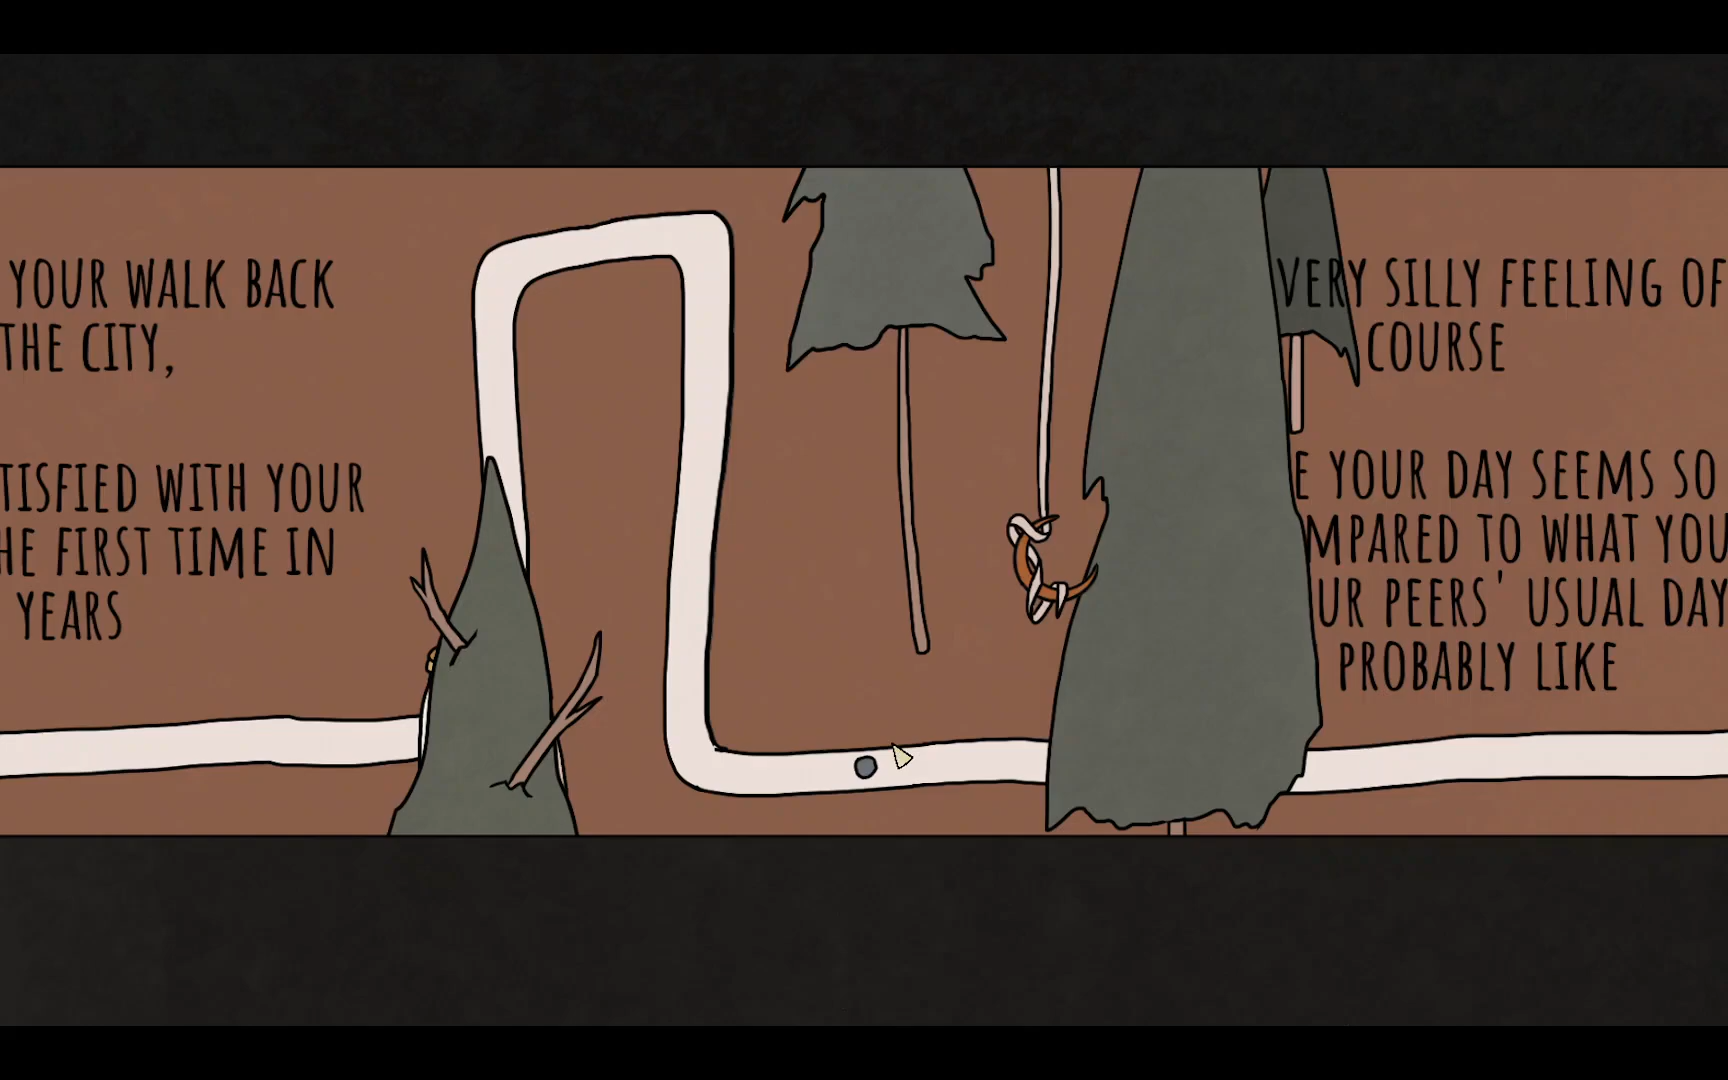 YOUR WALK BACK
THE CITY,
TISFIED WITH YOUR
HE FIRST TIME IN
YEARS
VERY SILLY FEELING OF
COURSE
E YOUR DAY SEEMS SO
MPARED TO WHAT YOU
UR PEERS' USUAL DAY
PROBABLY LIKE